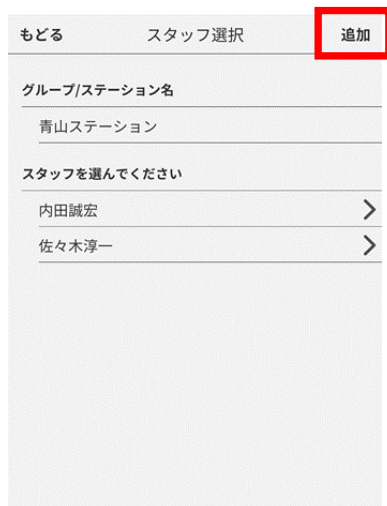 もどる スタッフ選択 追加
グループ/ステーション名
青山ステーション
スタッフを選んでください
内田誠宏
佐々木淳一